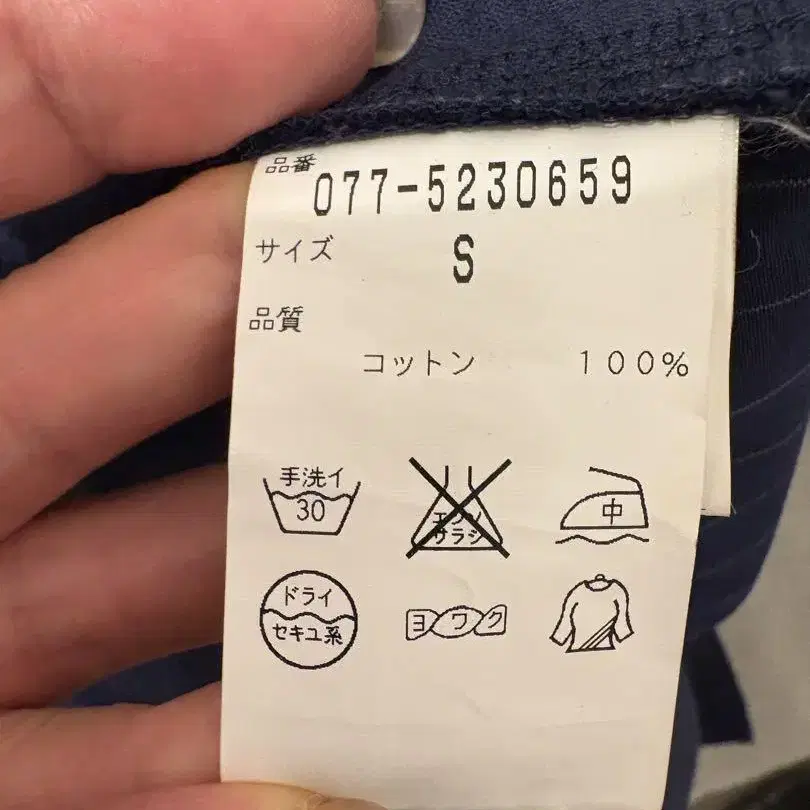 品番 077-5230659
サイズ S
品質
コットン 100%
手洗イ
30
エンソ
サラシ
中
ドライ
セキユ系
ヨワク